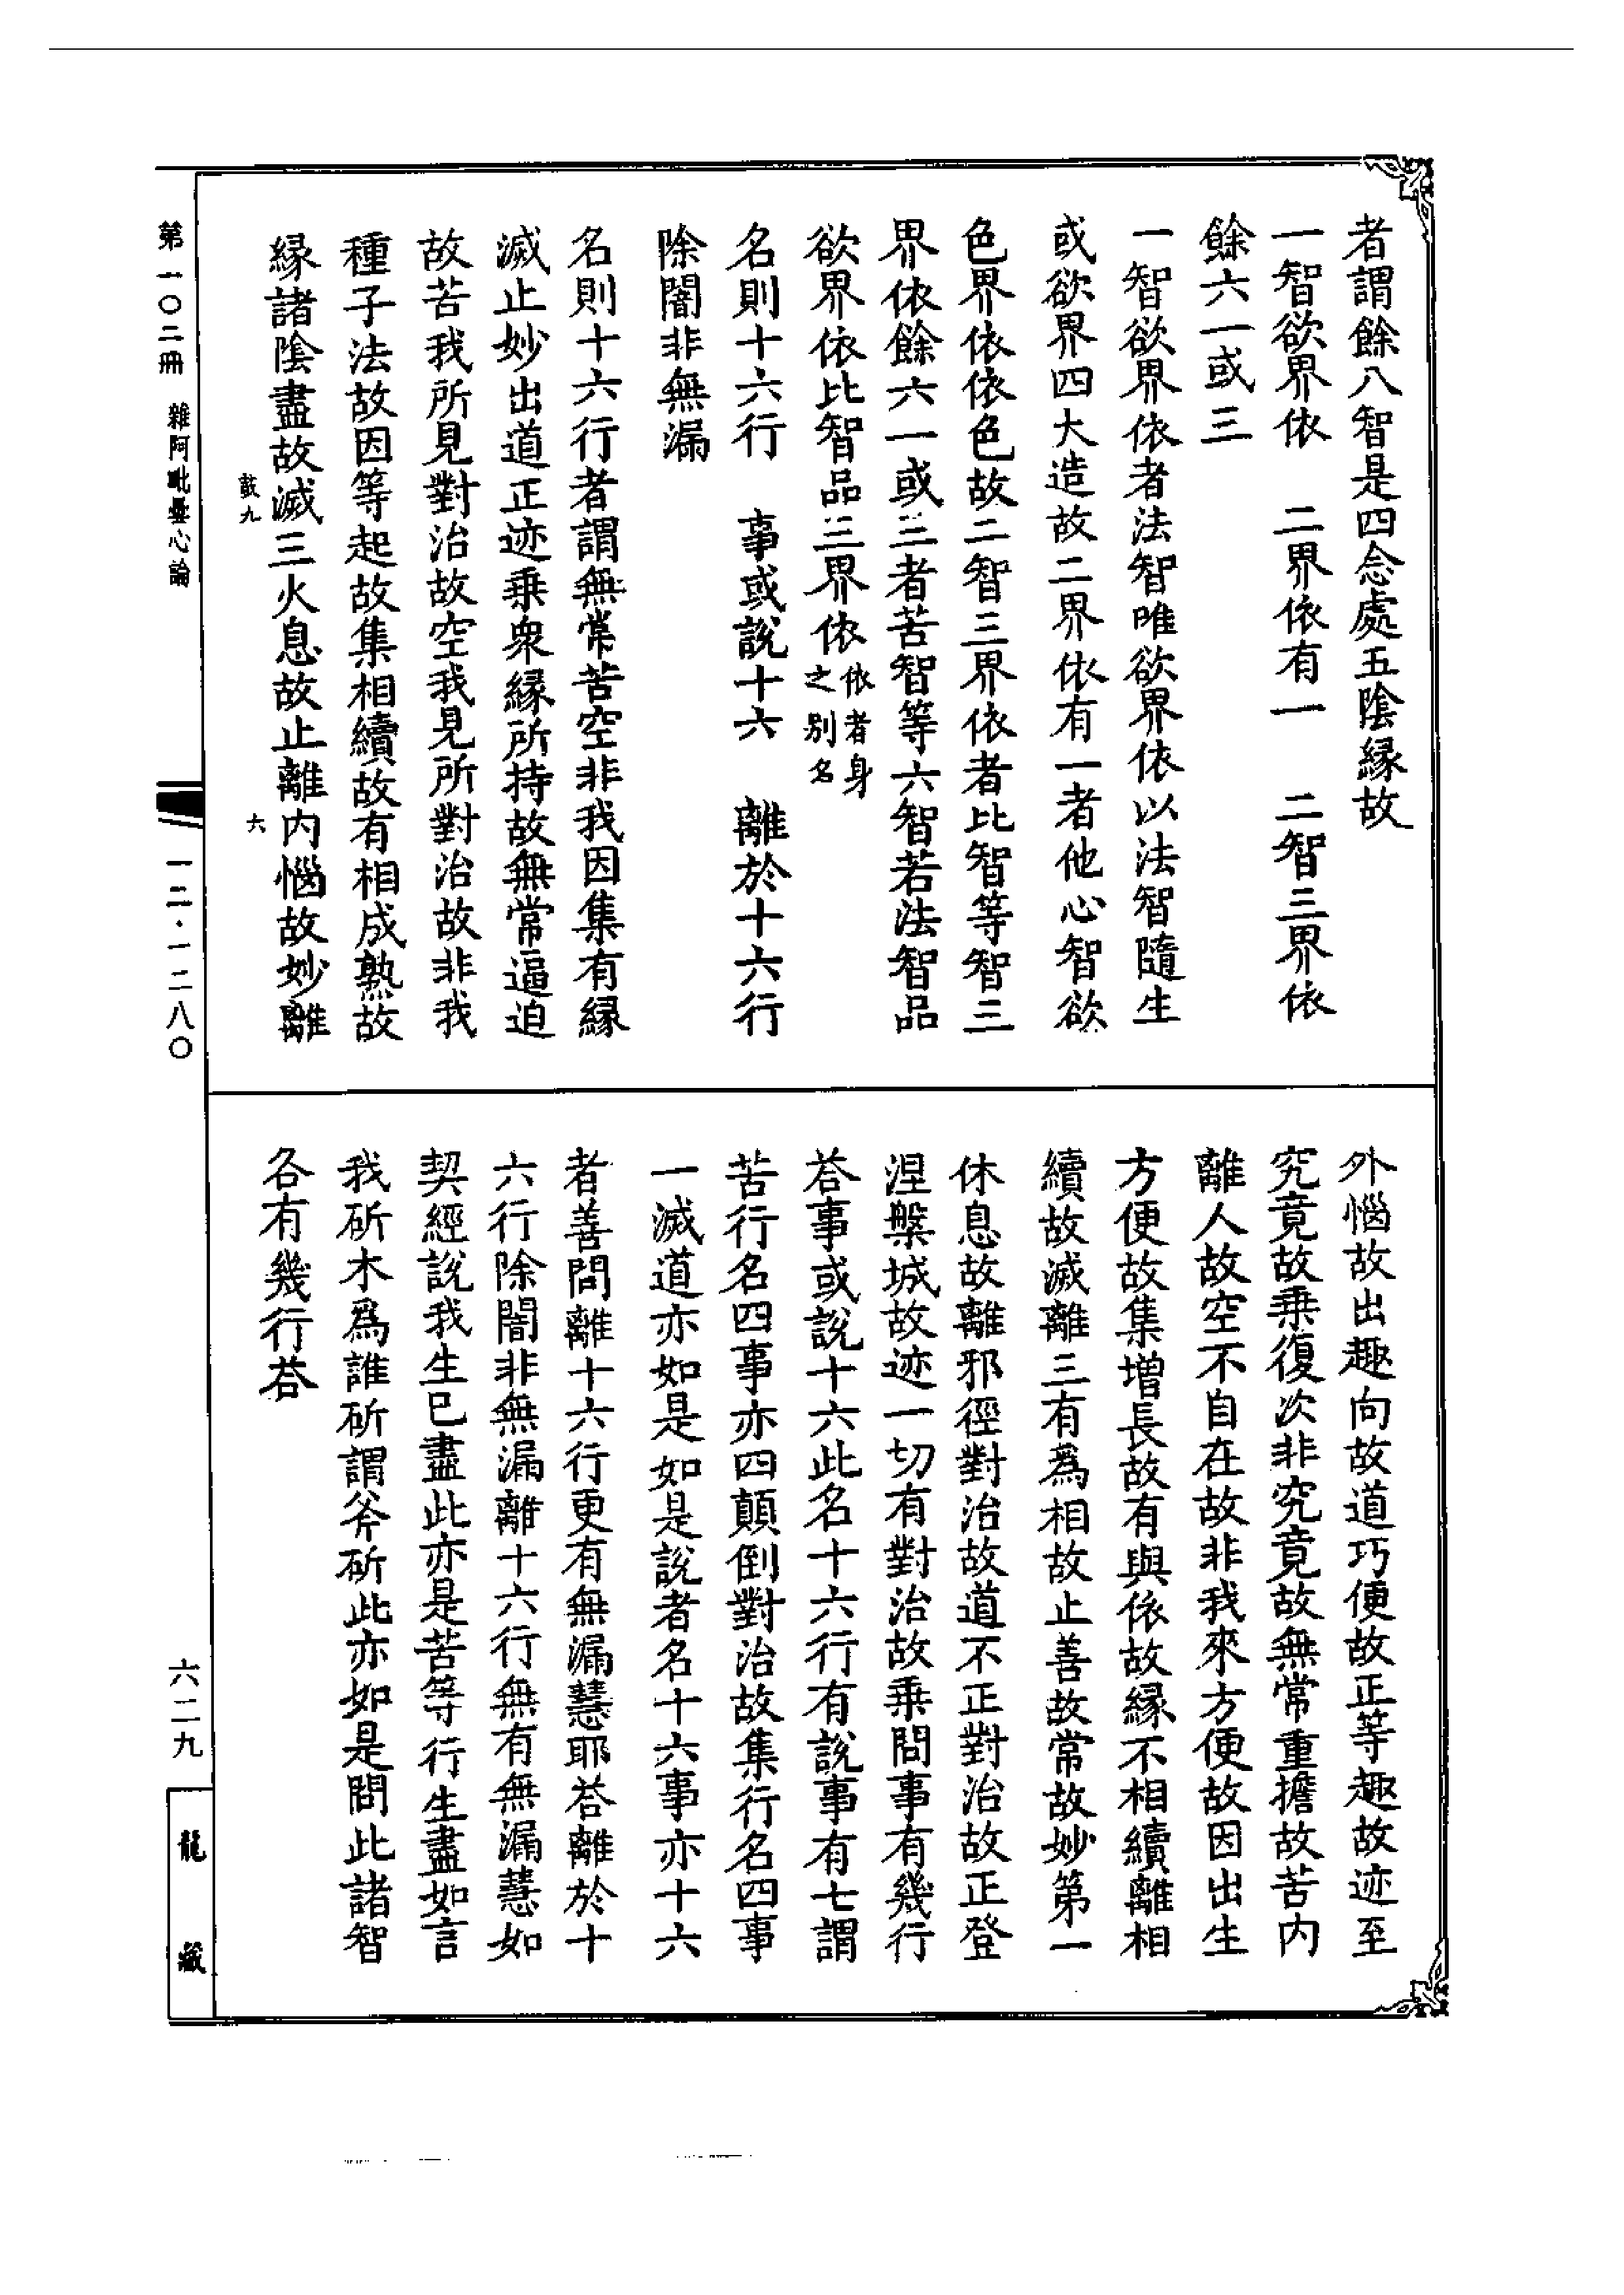 者謂餘八智是四念處五陰縁故
一智欲界依　二界依有一　二智三界依
餘六一或三
一智欲界依者法智唯欲界依以法智隨生
或欲界四大造故二界依有一者他心智欲
色界依依色故二智三界依者比智等智三
界依餘六一或三者苦智等六智若法智品
欲界依比智品三界依依者身之別名
名則十六行　事或說十六　離於十六行
除闇非無漏
名則十六行者謂無常苦空非我因集有縁
滅止妙出道正迹乗衆縁所持故無常逼迫
故苦我所見對治故空我見所對治故非我
種子法故因等起故集相續故有相成熟故
縁諸陰盡故滅三火息故止離内惱故妙離
外惱故出趣向故道巧便故正等趣故迹至
究竟故乗復次非究竟故無常重擔故苦内
離人故空不自在故非我來方便故因出生
方便故集増長故有與依故縁不相續離相
續故滅離三有為相故止善故常故妙第一
休息故離邪徑對治故道不正對治故正登
涅槃城故迹一切有對治故乗問事有幾行
荅事或說十六此名十六行有說事有七謂
苦行名四事亦四顛倒對治故集行名四事
一滅道亦如是如是說者名十六事亦十六
者善問離十六行更有無漏慧耶荅離於十
六行除闇非無漏離十六行無有無漏慧如
契經說我生已盡此亦是苦等行生盡如言
我斫木為誰斫謂斧斫此亦如是問此諸智
各有幾行荅
鼓九　六
第一〇二冊　雜阿毗曇心論　一二·一二八〇　六二九
龍藏